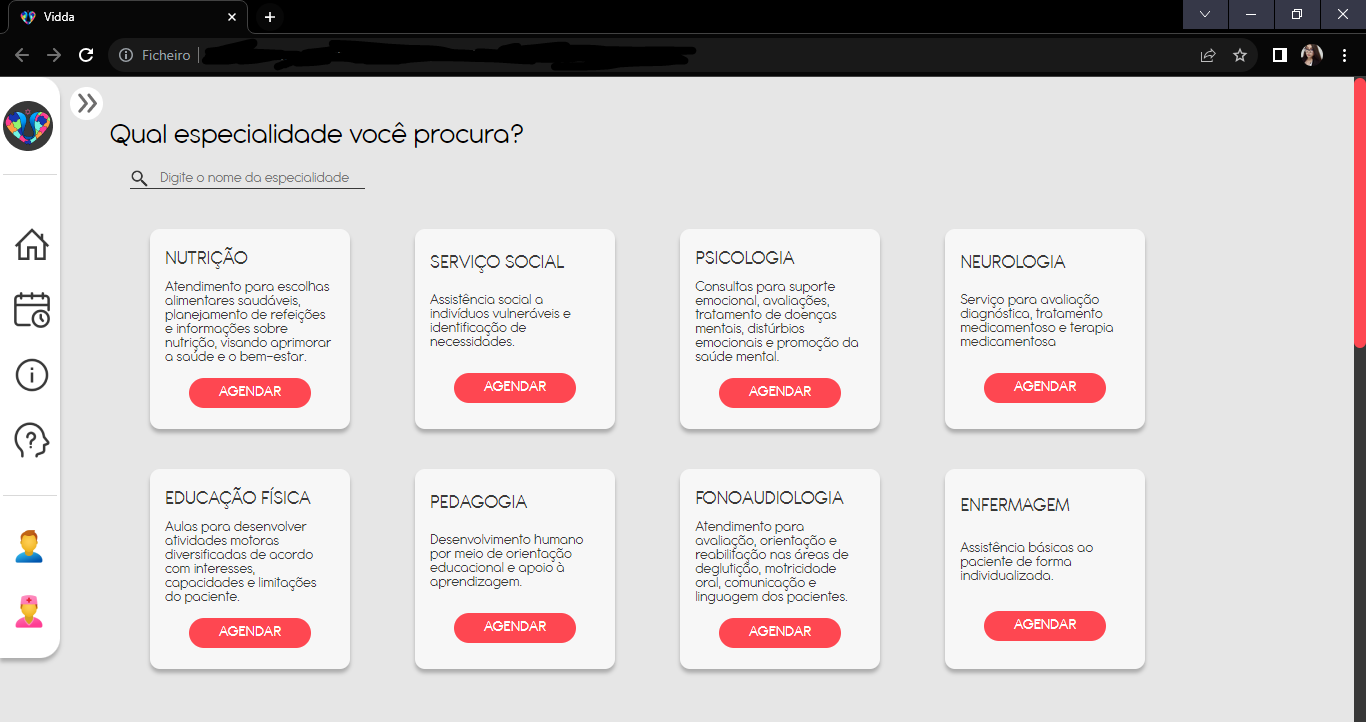 Vidda
Ficheiro
Qual especialidade você procura?
Digite o nome da especialidade
NUTRIÇÃO
Atendimento para escolhas
alimentares saudáveis,
planejamento de refeições
e informações sobre
nutrição, visando aprimorar
a saúde e o bem-estar.
AGENDAR
SERVIÇO SOCIAL
Assistência social a
indivíduos vulneráveis e
identificação de
necessidades.
AGENDAR
PSICOLOGIA
Consultas para suporte
emocional, avaliações,
tratamento de doenças
mentais, distúrbios
emocionais e promoção da
saúde mental.
AGENDAR
NEUROLOGIA
Serviço para avaliação
diagnóstica, tratamento
medicamentoso e terapia
medicamentosa
AGENDAR
EDUCAÇÃO FÍSICA
Aulas para desenvolver
atividades motoras
diversificadas de acordo
com interesses,
capacidades e limitações
do paciente.
AGENDAR
PEDAGOGIA
Desenvolvimento humano
por meio de orientação
educacional e apoio à
aprendizagem.
AGENDAR
FONOAUDIOLOGIA
Atendimento para
avaliação, orientação e
reabilitação nas áreas de
deglutição, motricidade
oral, comunicação e
linguagem dos pacientes.
AGENDAR
ENFERMAGEM
Assistência básicas ao
paciente de forma
individualizada.
AGENDAR